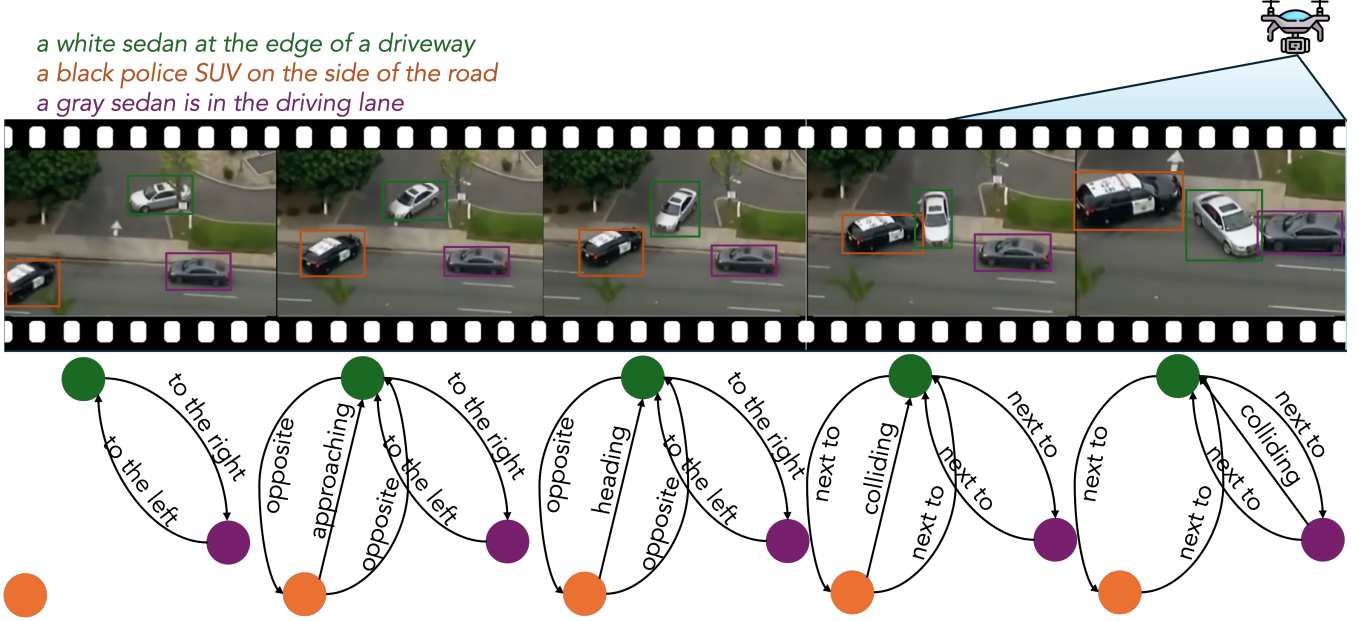 a white sedan at the edge of a driveway
a black police SUV on the side of the road
a gray sedan is in the driving lane
to the right
to the left
opposite
approaching
opposite
to the left
to the right
opposite
heading
opposite
to the left
to the right
next to
colliding
next to
next to
next to
next to
next to
next to
colliding
next to